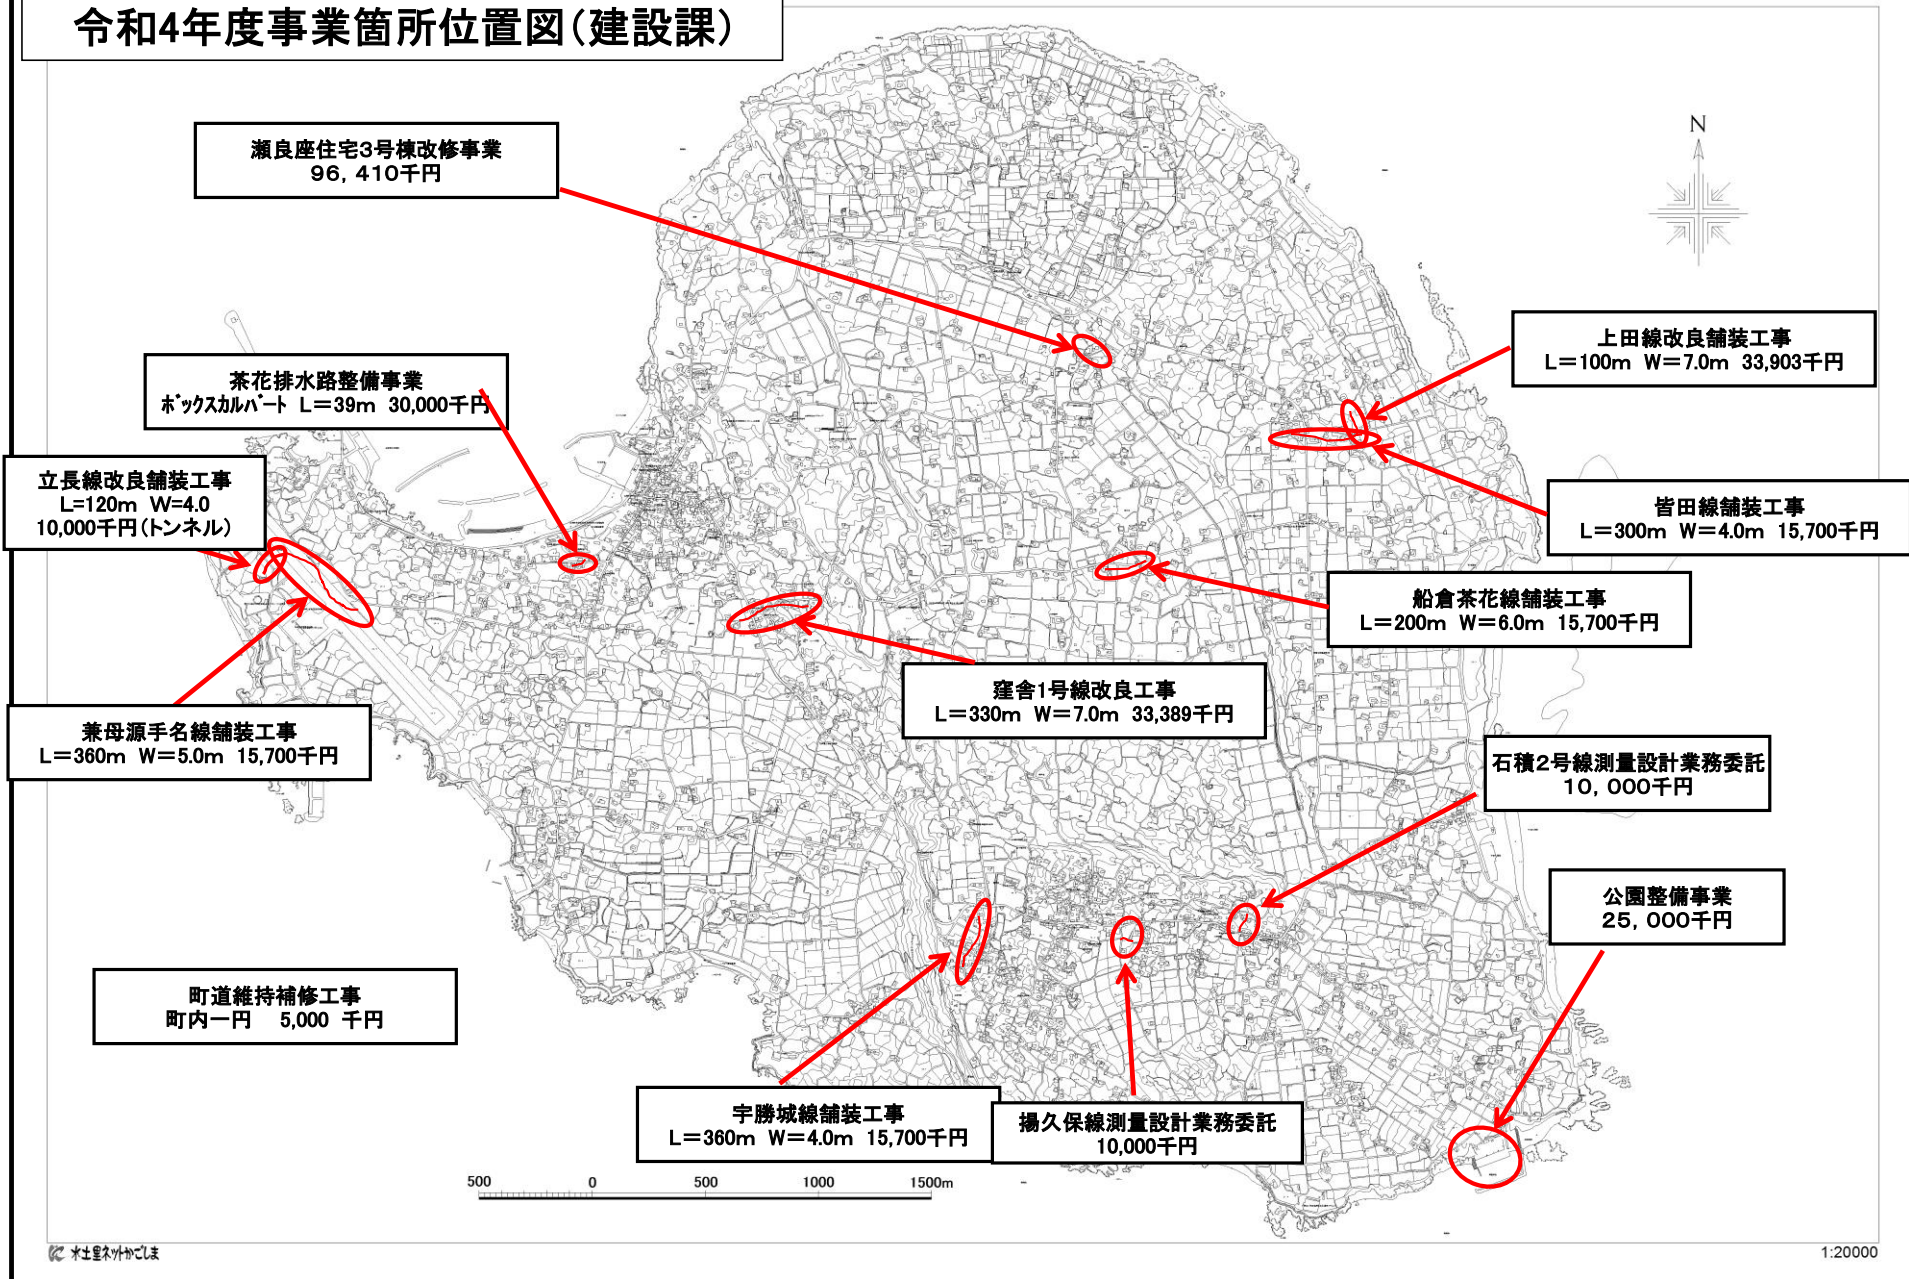 令和4年度事業箇所位置図（建設課）
瀬良座住宅3号棟改修事業
96，410千円
N
上田線改良舗装工事
L＝100m W＝7.0m 33,903千円
茶花排水路整備事業
ﾎﾞｯｸｽｶﾙﾊﾞｰﾄ L＝39m 30,000千円
立長線改良舗装工事
L=120m W=4.0
10,000千円（トンネル）
皆田線舗装工事
L＝300m W＝4.0m 15,700千円
船倉茶花線舗装工事
L＝200m W＝6.0m 15,700千円
窪舎1号線改良工事
L＝330m W＝7.0m 33,389千円
兼母源手名線舗装工事
L＝360m W＝5.0m 15,700千円
石積2号線測量設計業務委託
10，000千円
公園整備事業
25，000千円
町道維持補修工事
町内一円 5,000 千円
宇勝城線舗装工事
L＝360m W＝4.0m 15,700千円
揚久保線測量設計業務委託
10,000千円
500 0 500 1000 1500m
水土里ネットかごしま
1:20000